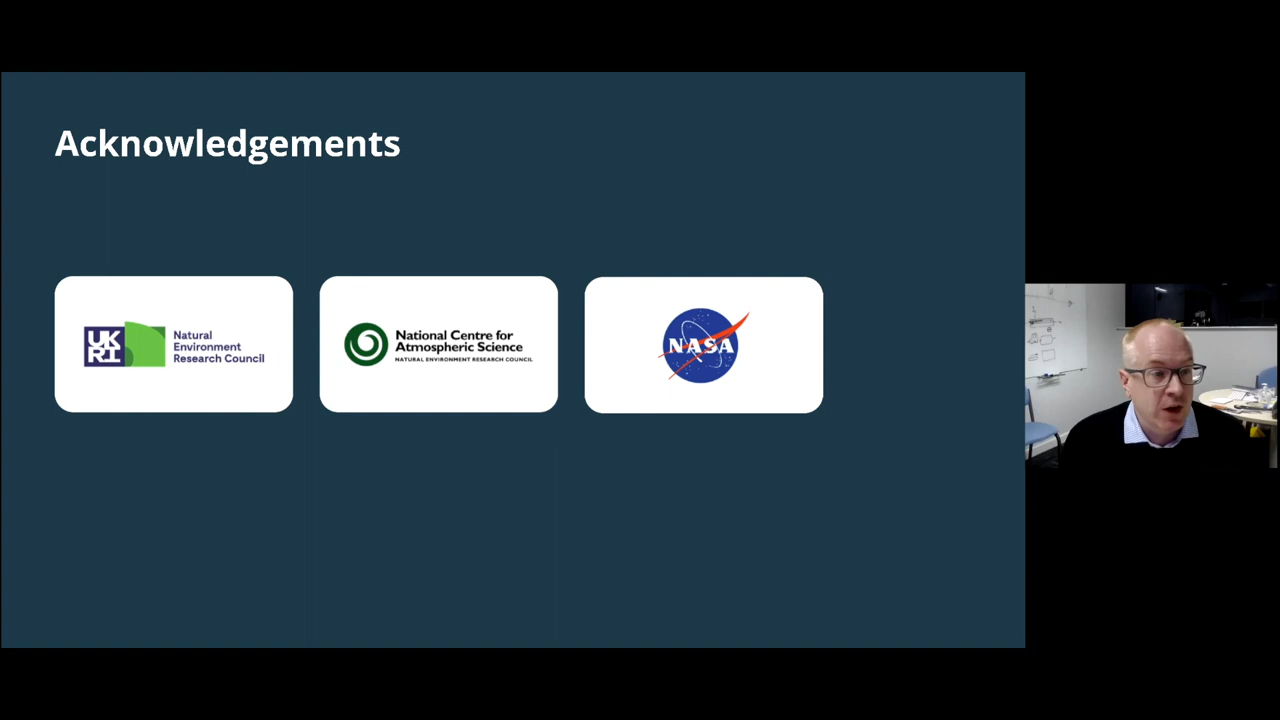 Acknowledgements
UK
RI
Natural
Environment
Research Council
National Centre for
Atmospheric Science
NATURAL ENVIRONMENT RESEARCH COUNCIL
NASA